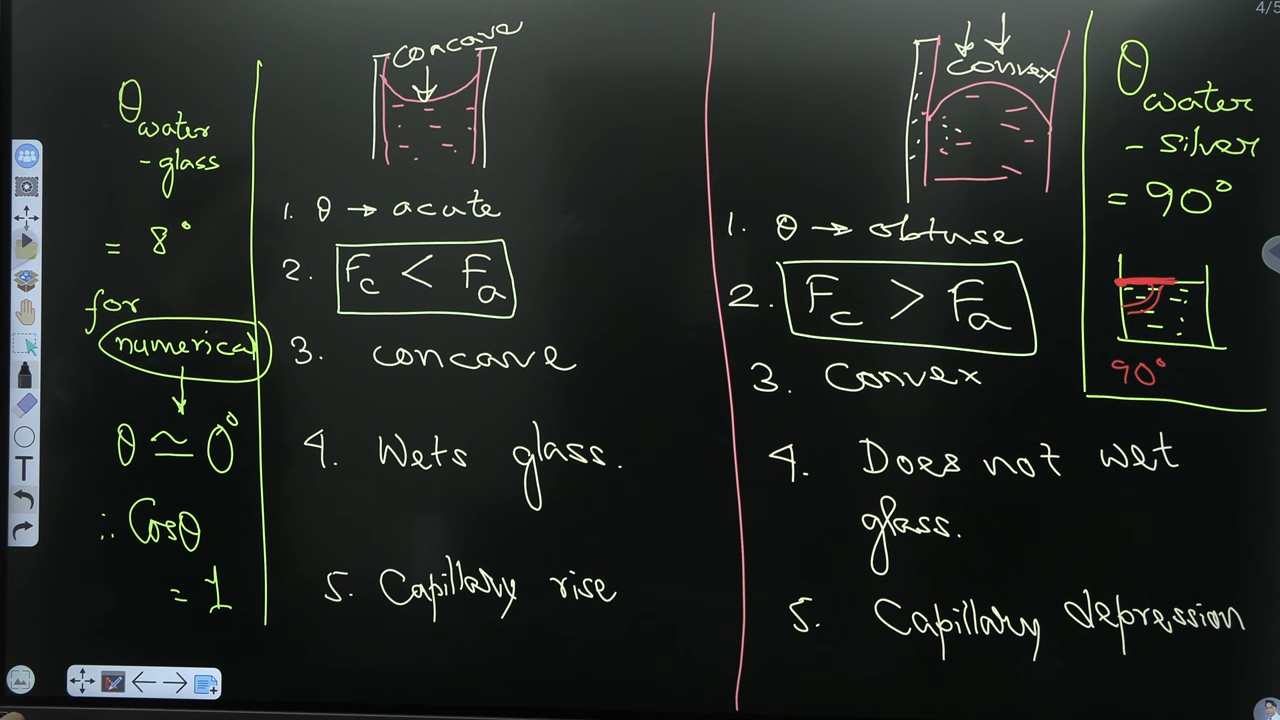 4/5
θ water
- glass
= 8°
for
numerical
θ ≃ 0°
∴ Cosθ
= 1
concave
1. θ → acute
2. Fc < Fa
3. concave
4. Wets glass.
5. Capillary rise
convex
1. θ → obtuse
2. Fc > Fa
3. Convex
4. Does not wet
glass.
5. Capillary depression
θ water
- silver
= 90°
90°
T